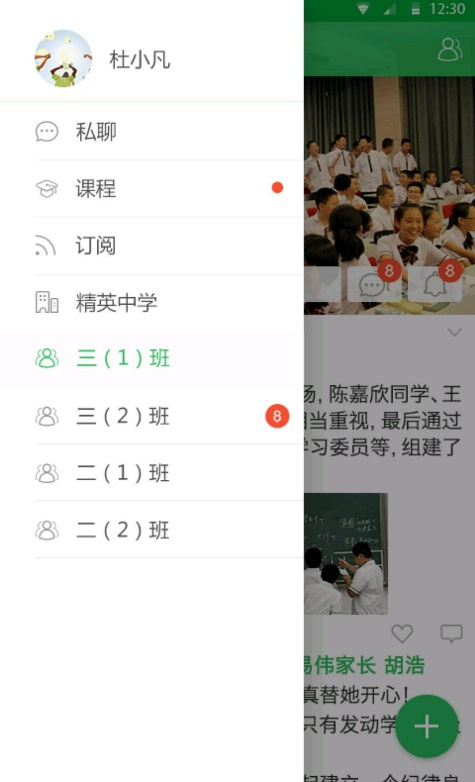 12:30
杜小凡
私聊
课程
订阅
8
8
精英中学
三(1)班
三(2)班
8
二(1)班
二(2)班
陈嘉欣同学、王
当重视, 最后通过
学习委员等, 组建了
易伟家长 胡浩
真替她开心!
只有发动学